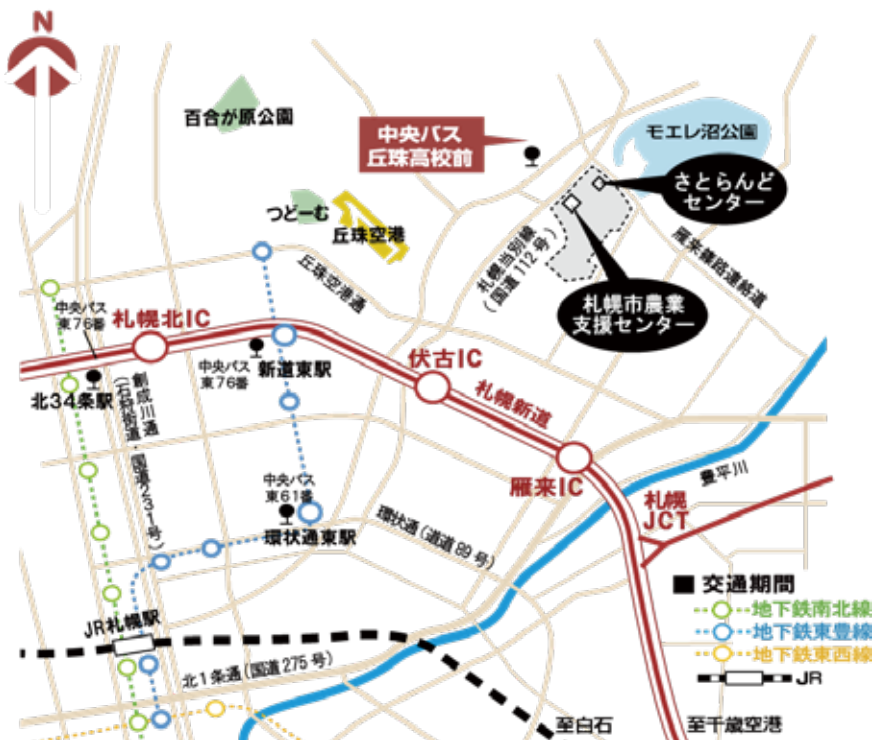 N
百合が原公園
中央バス
丘珠高校前
モエレ沼公園
さとらんど
センター
つどーむ
丘珠空港
丘珠空港通
札幌当別線
(国道112号)
雁来篠路連絡道
札幌市農業
支援センター
中央バス
東76番
札幌北IC
中央バス
東76番
新道東駅
伏古IC
札幌新道
北34条駅
創成川通
(石狩街道・国道231号)
雁来IC
豊平川
札幌
JCT
中央バス
東61番
環状通東駅
環状通(道道89号)
交通期間
地下鉄南北線
地下鉄東豊線
地下鉄東西線
JR
JR札幌駅
北1条通(国道275号)
至白石
至千歳空港